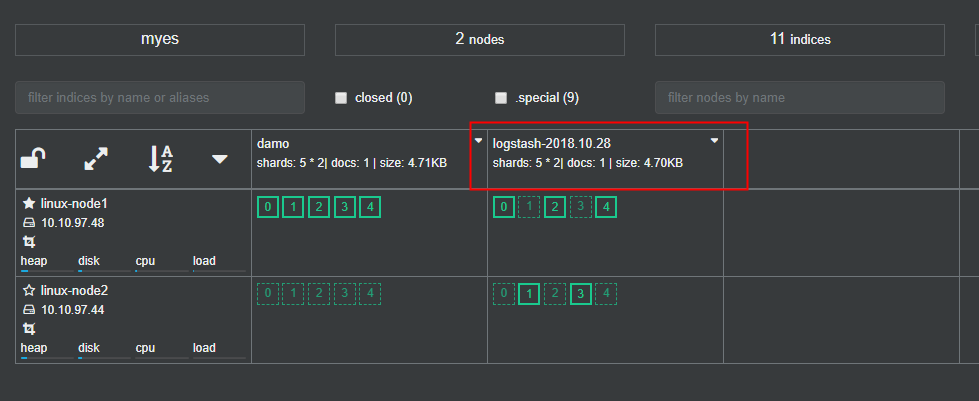 myes
2 nodes
11 indices
filter indices by name or aliases
closed (0)
.special (9)
filter nodes by name
A
Z
damo
shards: 5 * 2| docs: 1 | size: 4.71KB
logstash-2018.10.28
shards: 5 * 2| docs: 1 | size: 4.70KB
linux-node1
10.10.97.48
heap disk cpu load
0 1 2 3 4
0 1 2 3 4
linux-node2
10.10.97.44
heap disk cpu load
0 1 2 3 4
0 1 2 3 4